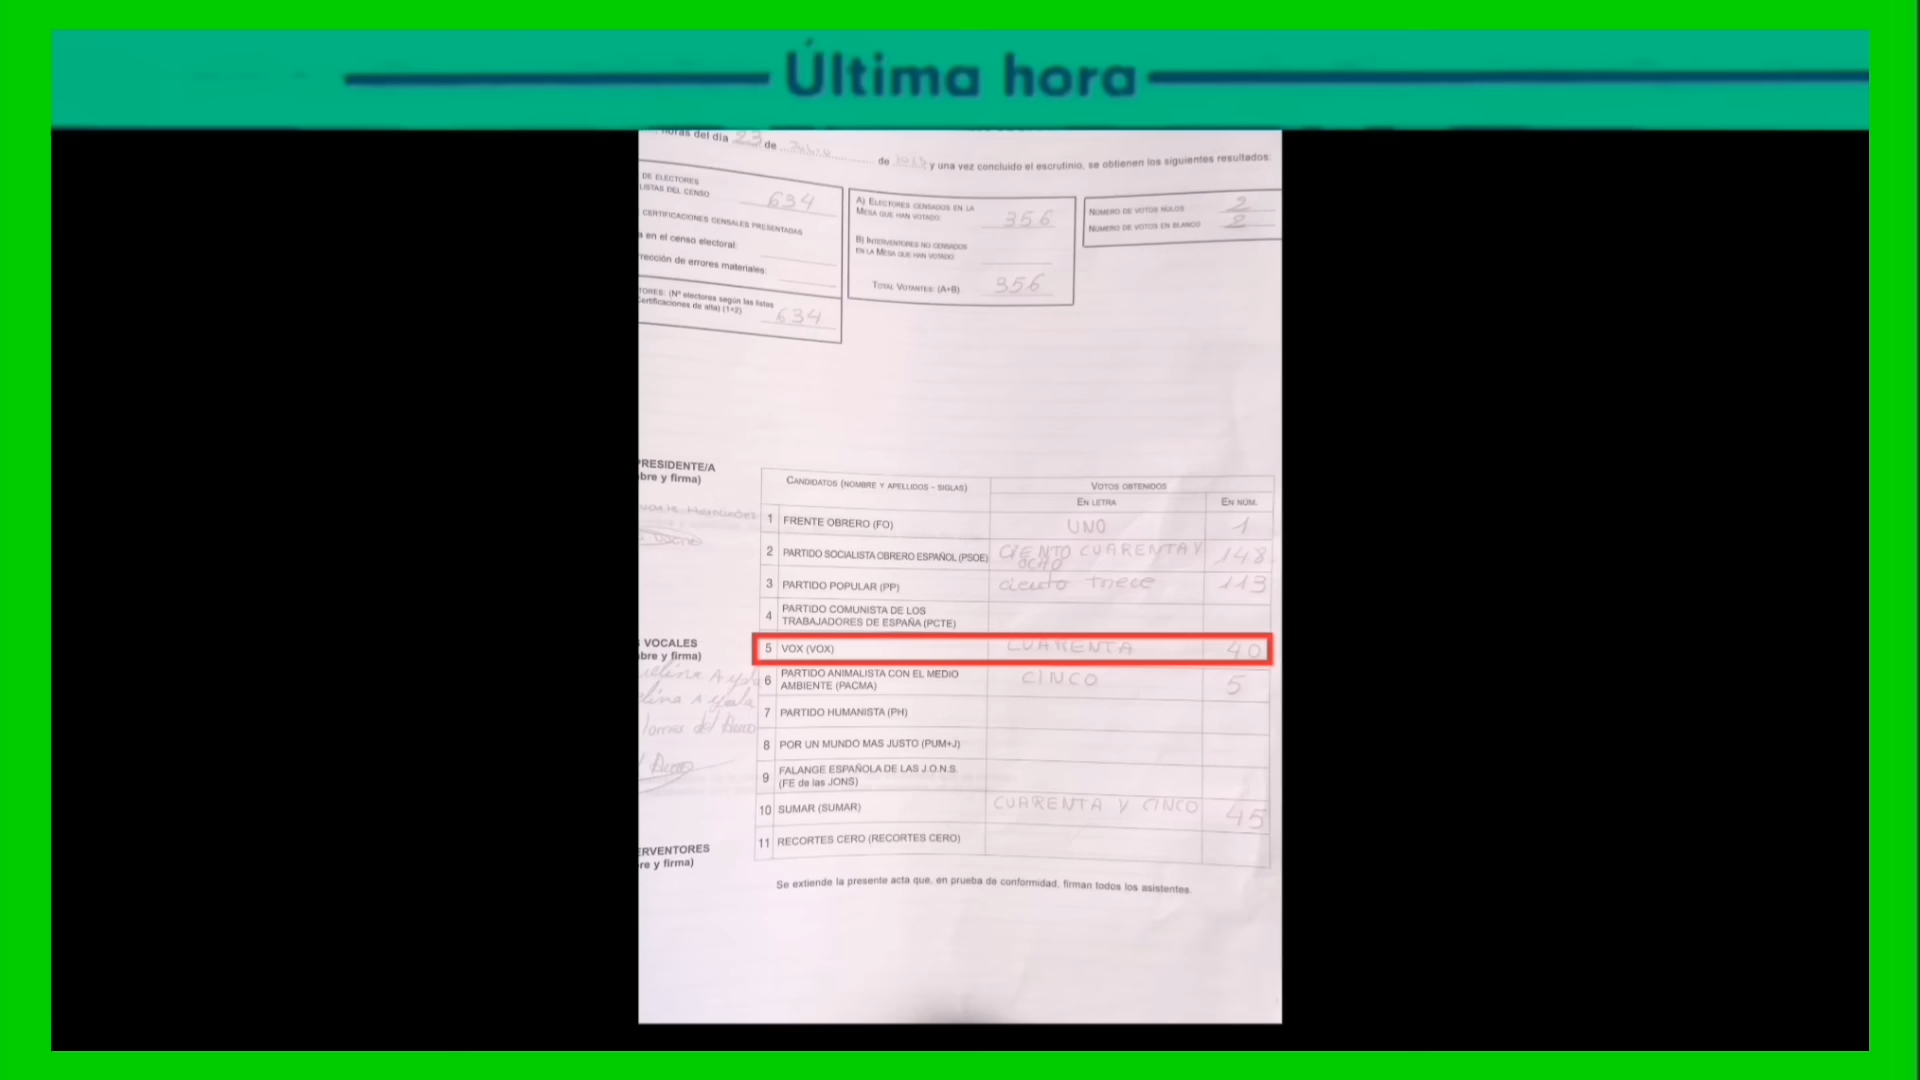 Última hora
horas del día 23 de Julio de 2023 y una vez concluido el escrutinio, se obtienen los siguientes resultados:
DE ELECTORES
LISTAS DEL CENSO 634
CERTIFICACIONES CENSALES PRESENTADAS
en el censo electoral:
rrección de errores materiales:
TORES: (Nº electores según las listas
Certificaciones de alta) (1+2) 634
A) ELECTORES CENSADOS EN LA
MESA QUE HAN VOTADO: 356
B) INTERVENTORES NO CENSADOS
EN LA MESA QUE HAN VOTADO:
TOTAL VOTANTES: (A+B) 356
NÚMERO DE VOTOS NULOS 2
NÚMERO DE VOTOS EN BLANCO 2
PRESIDENTE/A
bre y firma)
CANDIDATOS (NOMBRE Y APELLIDOS - SIGLAS) VOTOS OBTENIDOS
EN LETRA EN NÚM.
1 FRENTE OBRERO (FO) UNO 1
2 PARTIDO SOCIALISTA OBRERO ESPAÑOL (PSOE) CIENTO CUARENTA Y OCHO 148
3 PARTIDO POPULAR (PP) ciento trece 113
4 PARTIDO COMUNISTA DE LOS
TRABAJADORES DE ESPAÑA (PCTE)
VOCALES
bre y firma)
5 VOX (VOX) CUARENTA 40
6 PARTIDO ANIMALISTA CON EL MEDIO
AMBIENTE (PACMA) CINCO 5
7 PARTIDO HUMANISTA (PH)
8 POR UN MUNDO MAS JUSTO (PUM+J)
9 FALANGE ESPAÑOLA DE LAS J.O.N.S.
(FE de las JONS)
10 SUMAR (SUMAR) CUARENTA Y CINCO 45
11 RECORTES CERO (RECORTES CERO)
ERVENTORES
re y firma)
Se extiende la presente acta que, en prueba de conformidad, firman todos los asistentes.